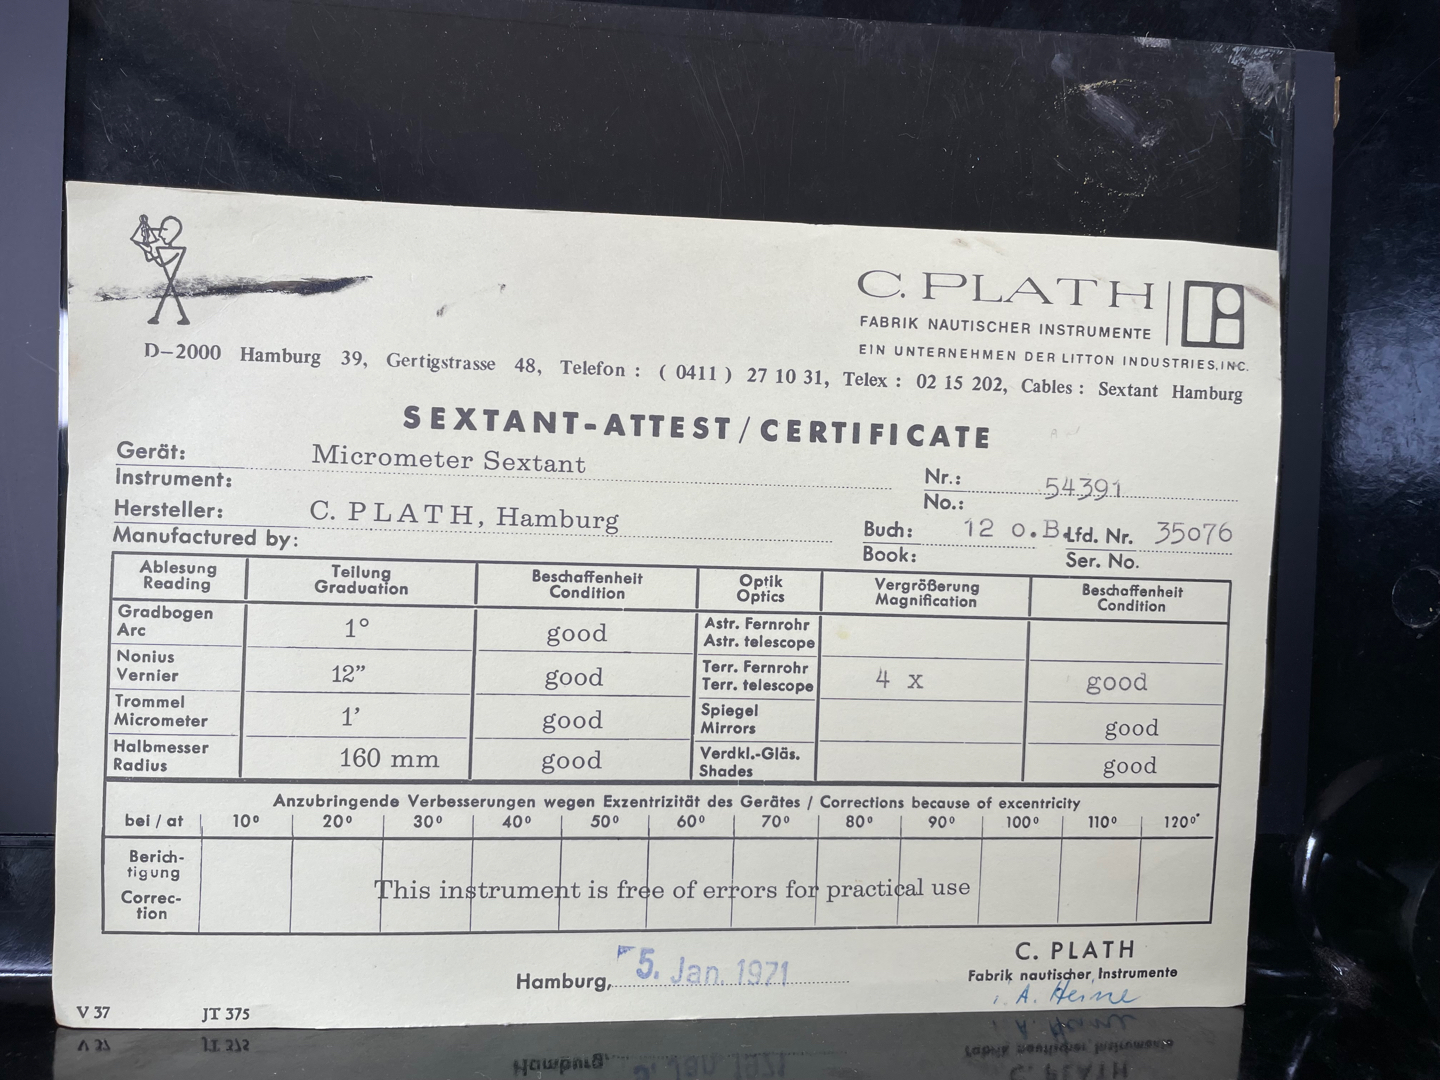 C. PLATH
FABRIK NAUTISCHER INSTRUMENTE
EIN UNTERNEHMEN DER LITTON INDUSTRIES, INC.
D-2000 Hamburg 39, Gertigstrasse 48, Telefon : ( 0411 ) 27 10 31, Telex : 02 15 202, Cables : Sextant Hamburg
SEXTANT-ATTEST / CERTIFICATE
Gerät: Micrometer Sextant
Instrument:
Nr.: 54391
No.:
Hersteller: C. PLATH, Hamburg
Manufactured by:
Buch: 12 o.B. Lfd. Nr. 35076
Book: Ser. No.
Ablesung Teilung Beschaffenheit Optik Vergrößerung Beschaffenheit
Reading Graduation Condition Optics Magnification Condition
Gradbogen Astr. Fernrohr
Arc 1° good Astr. telescope
Nonius Terr. Fernrohr
Vernier 12” good Terr. telescope 4 x good
Trommel Spiegel
Micrometer 1’ good Mirrors good
Halbmesser Verdkl.-Gläs.
Radius 160 mm good Shades good
Anzubringende Verbesserungen wegen Exzentrizität des Gerätes / Corrections because of excentricity
bei / at 10° 20° 30° 40° 50° 60° 70° 80° 90° 100° 110° 120°
Berich-
tigung
This instrument is free of errors for practical use
Correc-
tion
C. PLATH
Hamburg, 5. Jan. 1971
Fabrik nautischer Instrumente
i. A. Heine
V 37 JT 375